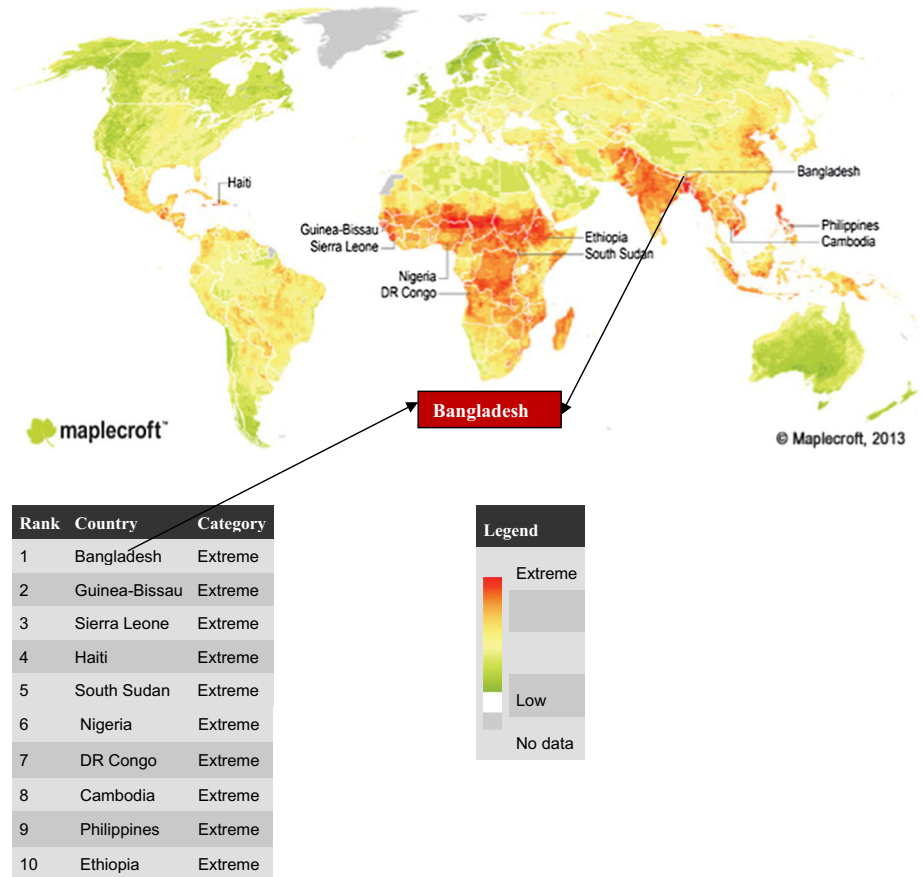 Haiti
Bangladesh
Guinea-Bissau
Sierra Leone
Ethiopia
South Sudan
Philippines
Cambodia
Nigeria
DR Congo
Bangladesh
maplecroft™
© Maplecroft, 2013
Rank Country Category
1 Bangladesh Extreme
2 Guinea-Bissau Extreme
3 Sierra Leone Extreme
4 Haiti Extreme
5 South Sudan Extreme
6 Nigeria Extreme
7 DR Congo Extreme
8 Cambodia Extreme
9 Philippines Extreme
10 Ethiopia Extreme
Legend
Extreme
Low
No data